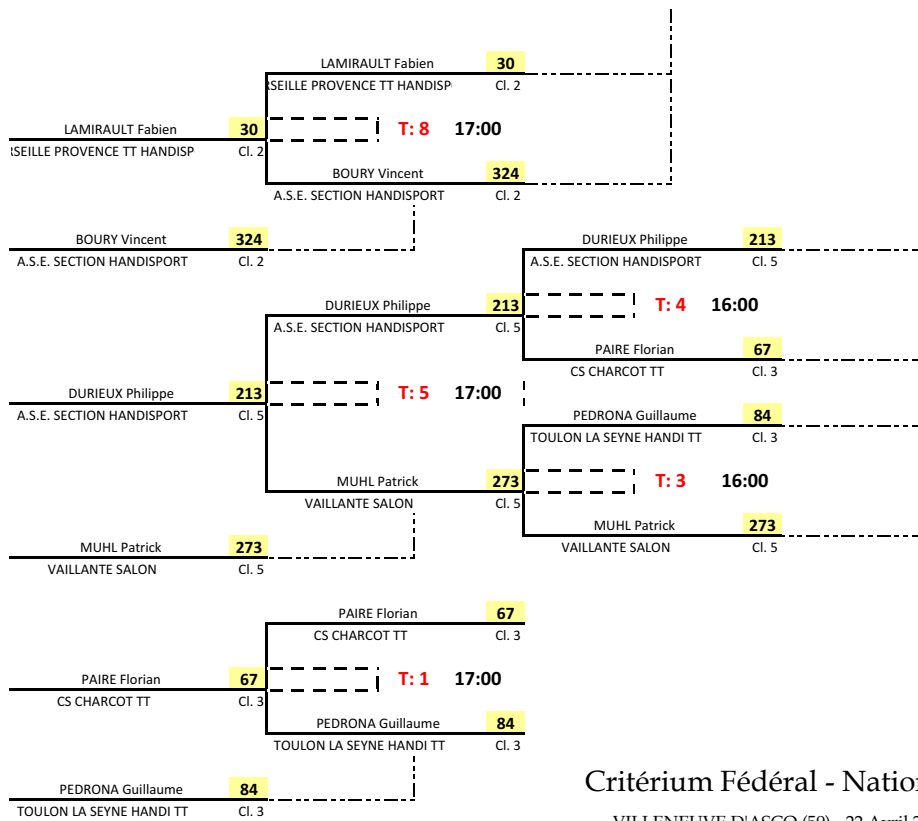 LAMIRAULT Fabien 30
PROVENCE TT HANDISP Cl. 2
T: 8 17:00
LAMIRAULT Fabien 30
PROVENCE TT HANDISP Cl. 2
BOURY Vincent 324
A.S.E. SECTION HANDISPORT Cl. 2
BOURY Vincent 324
A.S.E. SECTION HANDISPORT Cl. 2
DURIEUX Philippe 213
A.S.E. SECTION HANDISPORT Cl. 5
T: 4 16:00
DURIEUX Philippe 213
A.S.E. SECTION HANDISPORT Cl. 5
PAIRE Florian 67
CS CHARCOT TT Cl. 3
T: 5 17:00
DURIEUX Philippe 213
A.S.E. SECTION HANDISPORT Cl. 5
PEDRONA Guillaume 84
TOULON LA SEYNE HANDI TT Cl. 3
T: 3 16:00
MUHL Patrick 273
VAILLANTE SALON Cl. 5
MUHL Patrick 273
VAILLANTE SALON Cl. 5
MUHL Patrick 273
VAILLANTE SALON Cl. 5
PAIRE Florian 67
CS CHARCOT TT Cl. 3
T: 1 17:00
PAIRE Florian 67
CS CHARCOT TT Cl. 3
PEDRONA Guillaume 84
TOULON LA SEYNE HANDI TT Cl. 3
PEDRONA Guillaume 84
TOULON LA SEYNE HANDI TT Cl. 3
Critérium Fédéral -
VILLENEUVE D'ASCQ (59) - 22 Avril